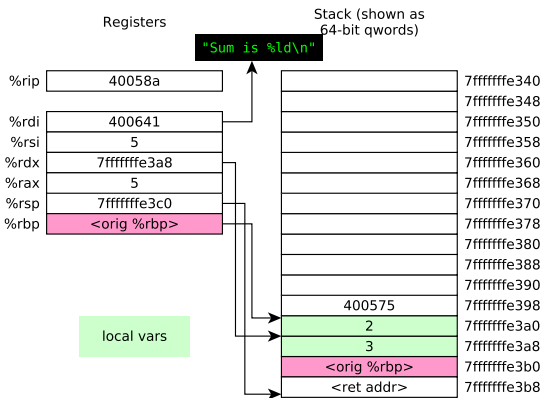 Registers
Stack (shown as
64-bit qwords)
"Sum is %ld\n"
%rip 40058a
%rdi 400641
%rsi 5
%rdx 7fffffffe3a8
%rax 5
%rsp 7fffffffe3c0
%rbp <orig %rbp>
local vars
7fffffffe340
7fffffffe348
7fffffffe350
7fffffffe358
7fffffffe360
7fffffffe368
7fffffffe370
7fffffffe378
7fffffffe380
7fffffffe388
7fffffffe390
400575 7fffffffe398
2 7fffffffe3a0
3 7fffffffe3a8
<orig %rbp> 7fffffffe3b0
<ret addr> 7fffffffe3b8